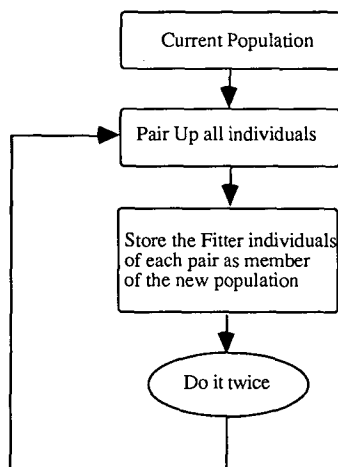 Current Population
Pair Up all individuals
Store the Fitter individuals
of each pair as member
of the new population
Do it twice